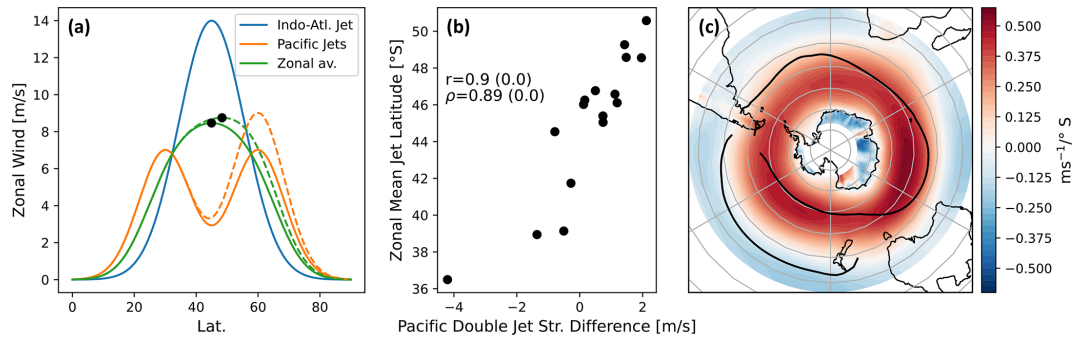 (a)
Indo-Atl. Jet
Pacific Jets
Zonal av.
Zonal Wind [m/s]
14
12
10
8
6
4
2
0
0 20 40 60 80
Lat.
(b)
r=0.9 (0.0)
ρ=0.89 (0.0)
Zonal Mean Jet Latitude [°S]
50
48
46
44
42
40
38
36
−4 −2 0 2
Pacific Double Jet Str. Difference [m/s]
(c)
0.575
0.500
0.375
0.250
0.125
0.000
−0.125
−0.250
−0.375
−0.500
ms⁻¹/° S